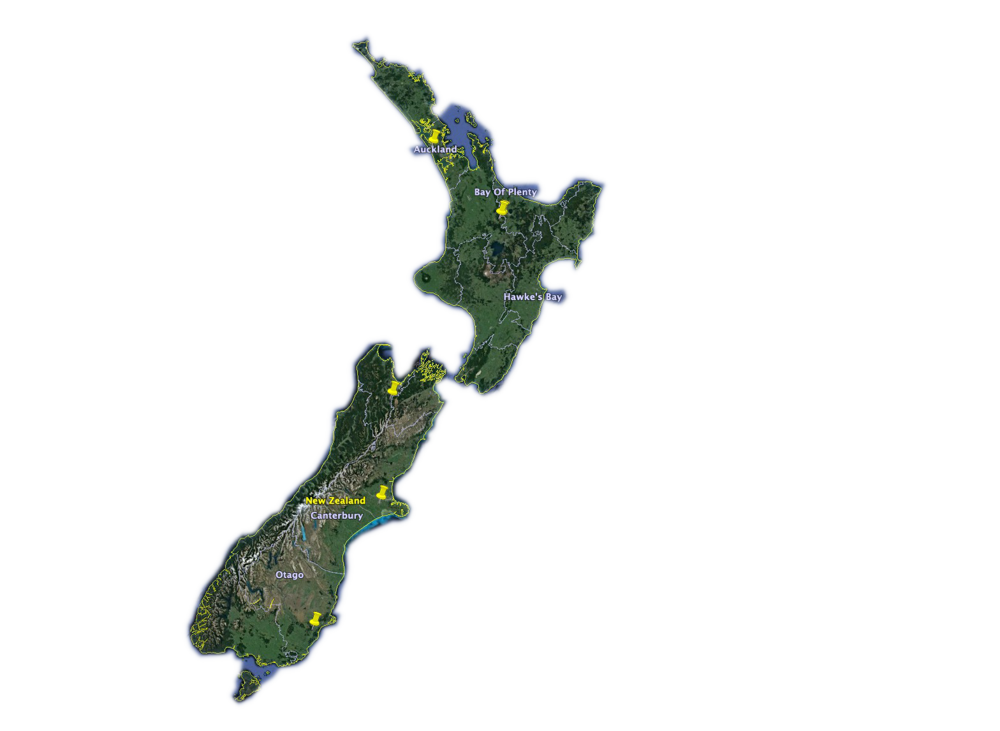 Auckland
Bay Of Plenty
Hawke's Bay
New Zealand
Canterbury
Otago